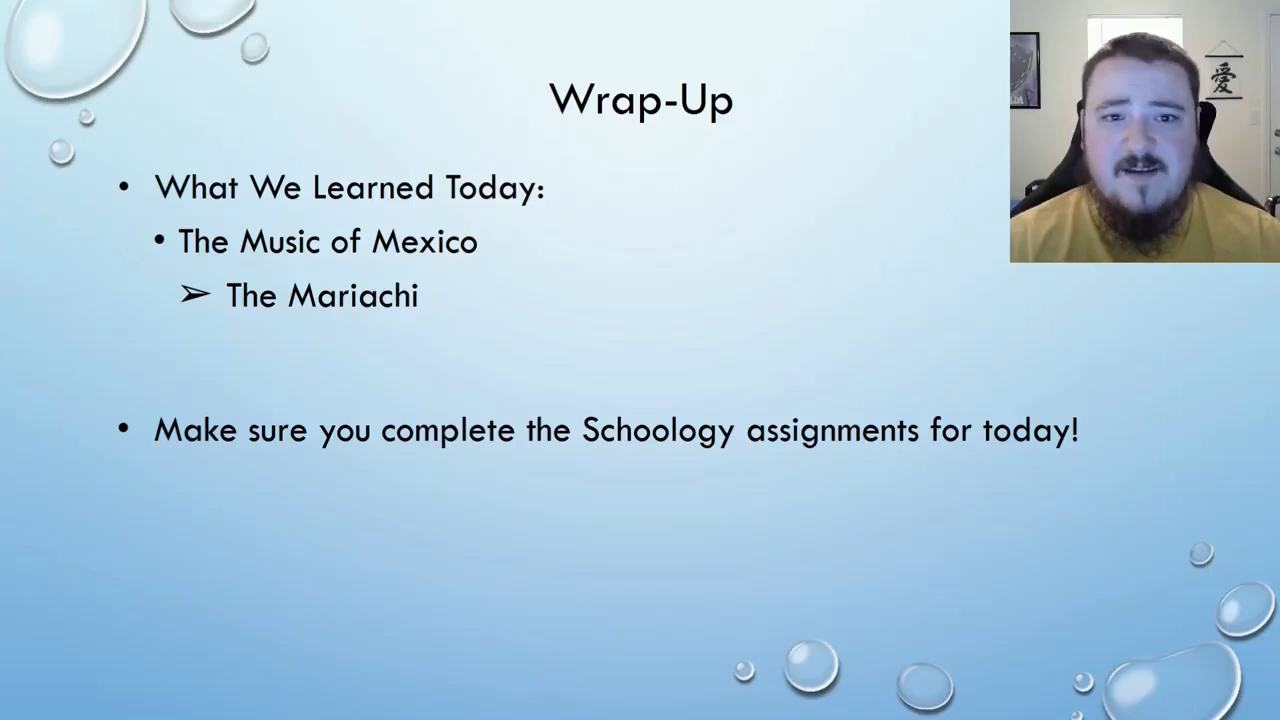 Wrap-Up
• What We Learned Today:
• The Music of Mexico
➢ The Mariachi
• Make sure you complete the Schoology assignments for today!
愛